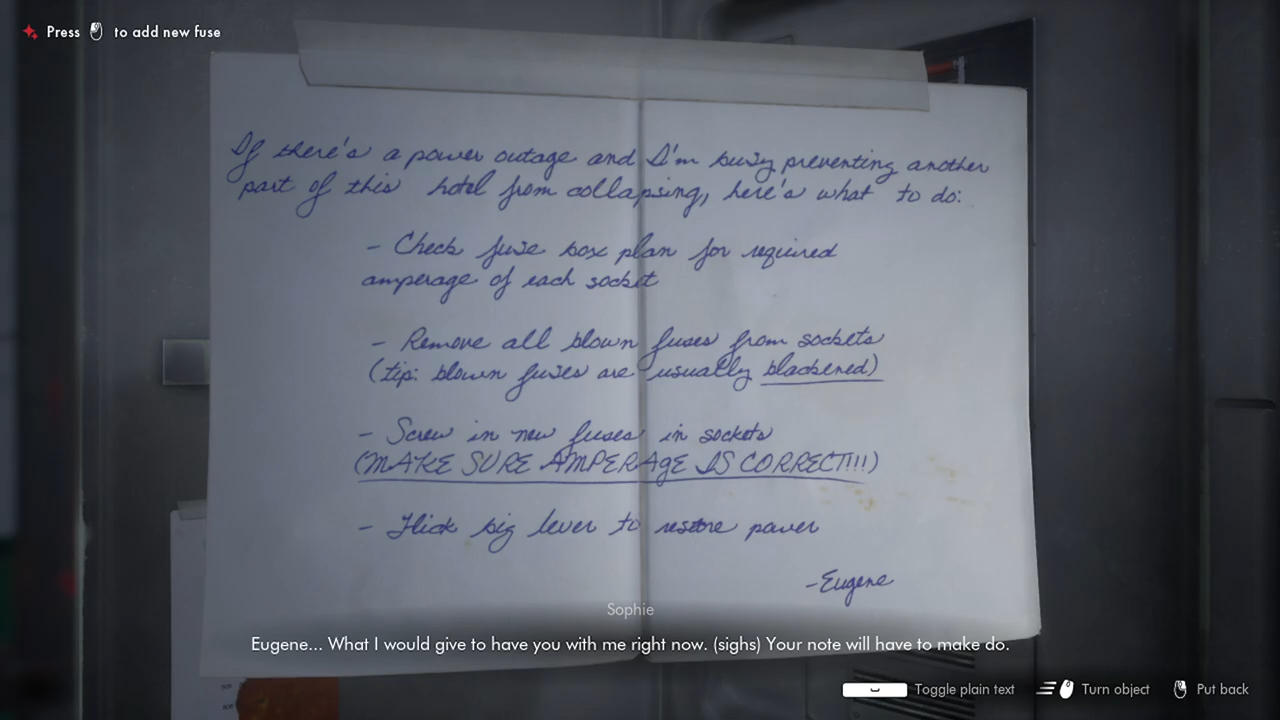 Press to add new fuse
If there's a power outage and I'm busy preventing another
part of this hotel from collapsing, here's what to do:
- Check fuse box plan for required
amperage of each socket
- Remove all blown fuses from sockets
(tip: blown fuses are usually blackened)
- Screw in new fuses in sockets
(MAKE SURE AMPERAGE IS CORRECT!!!)
- Flick big lever to restore power
-Eugene
Sophie
Eugene... What I would give to have you with me right now. (sighs) Your note will have to make do.
Toggle plain text
Turn object
Put back